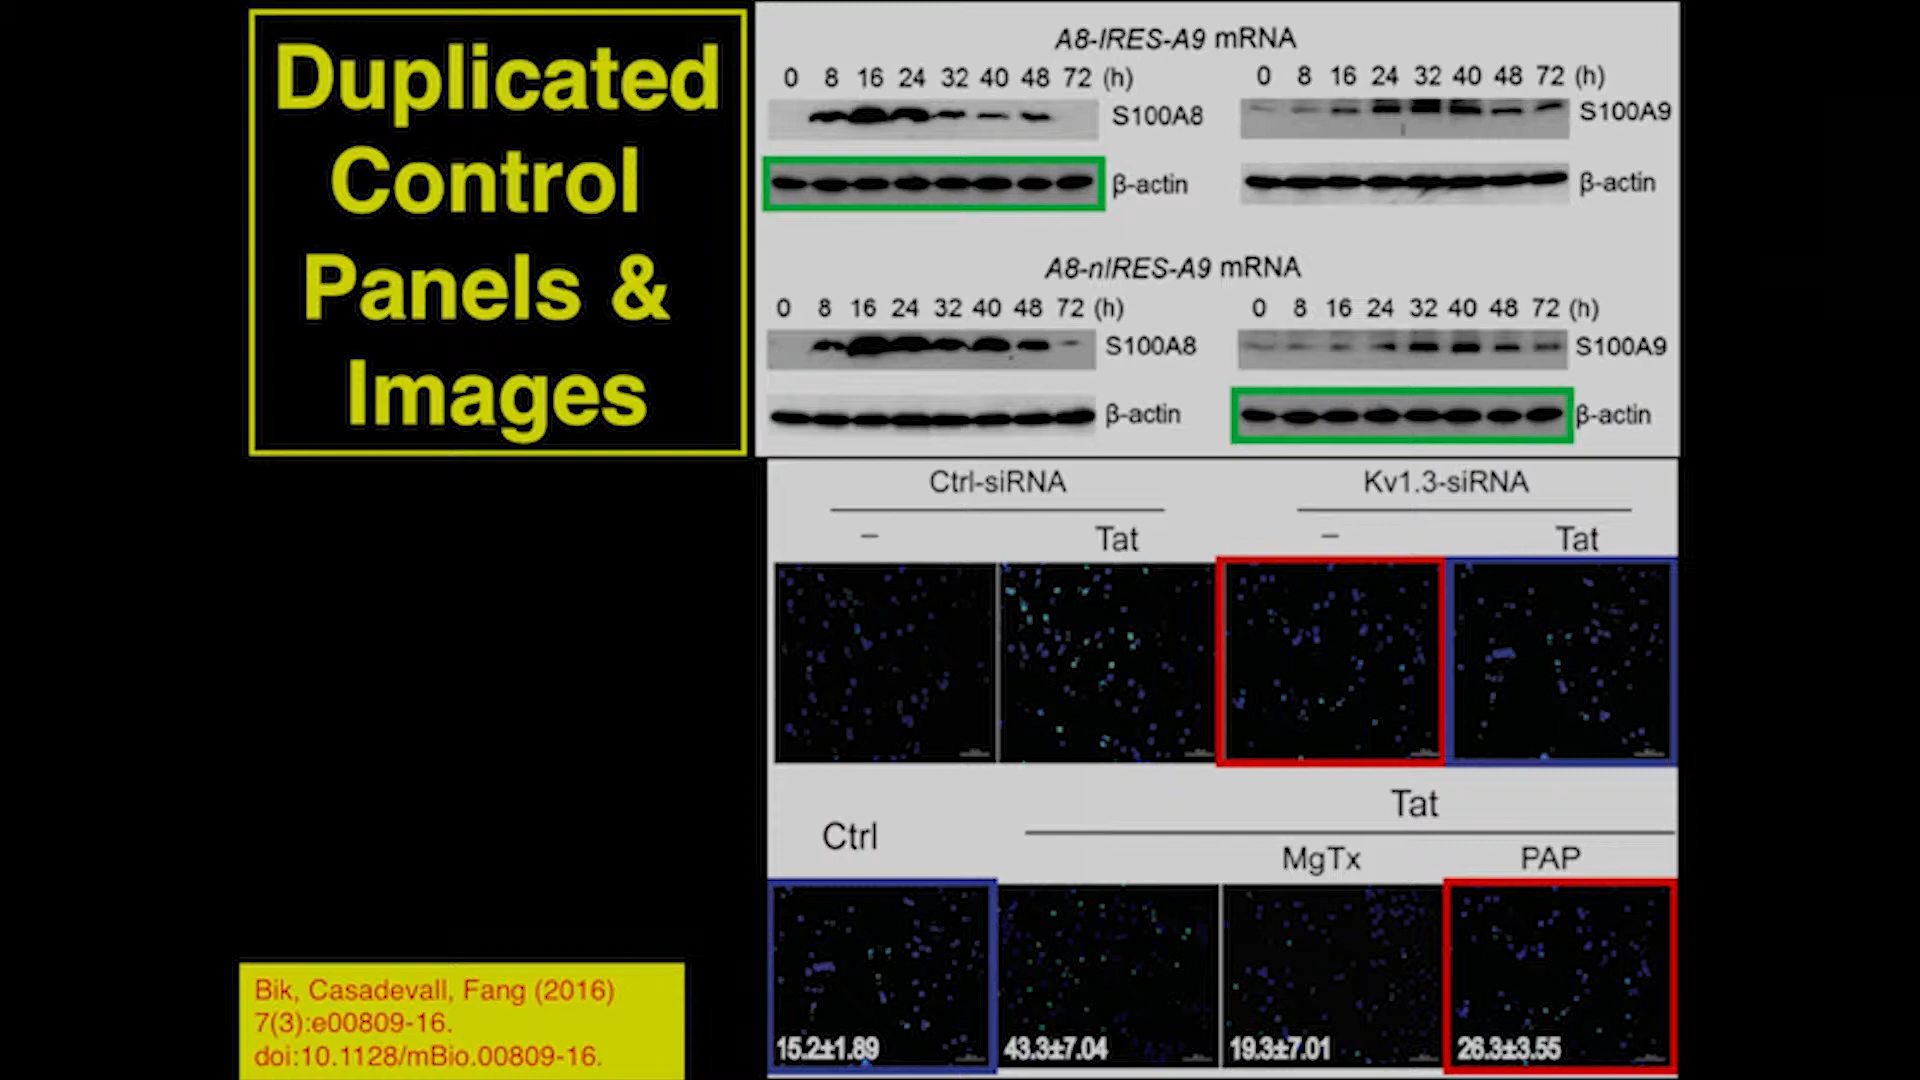 Duplicated
Control
Panels &
Images
A8-IRES-A9 mRNA
0 8 16 24 32 40 48 72 (h)
S100A8
β-actin
0 8 16 24 32 40 48 72 (h)
S100A9
β-actin
A8-nIRES-A9 mRNA
0 8 16 24 32 40 48 72 (h)
S100A8
β-actin
0 8 16 24 32 40 48 72 (h)
S100A9
β-actin
Ctrl-siRNA
Kv1.3-siRNA
– Tat – Tat
Tat
Ctrl
MgTx PAP
15.2±1.89 43.3±7.04 19.3±7.01 26.3±3.55
Bik, Casadevall, Fang (2016)
7(3):e00809-16.
doi:10.1128/mBio.00809-16.